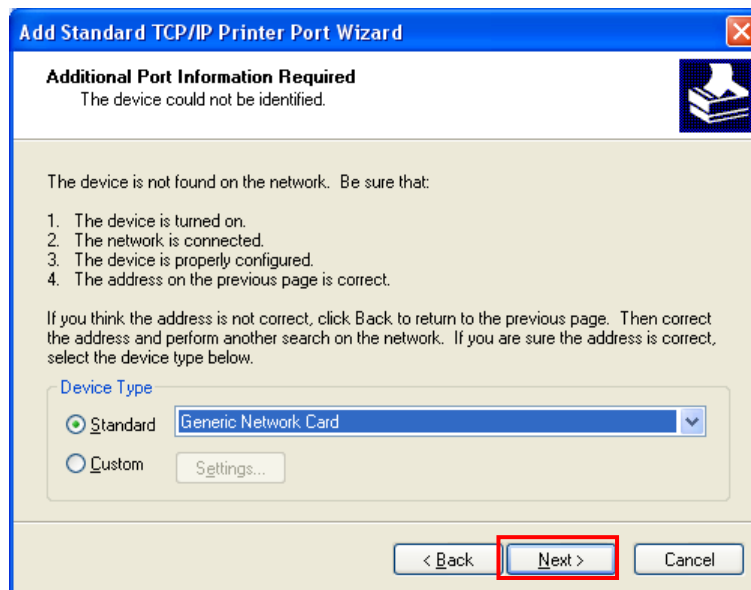 Add Standard TCP/IP Printer Port Wizard
Additional Port Information Required
The device could not be identified.
The device is not found on the network.  Be sure that:
1.  The device is turned on.
2.  The network is connected.
3.  The device is properly configured.
4.  The address on the previous page is correct.
If you think the address is not correct, click Back to return to the previous page.  Then correct
the address and perform another search on the network.  If you are sure the address is correct,
select the device type below.
Device Type
Standard
Generic Network Card
Custom
Settings...
< Back
Next >
Cancel